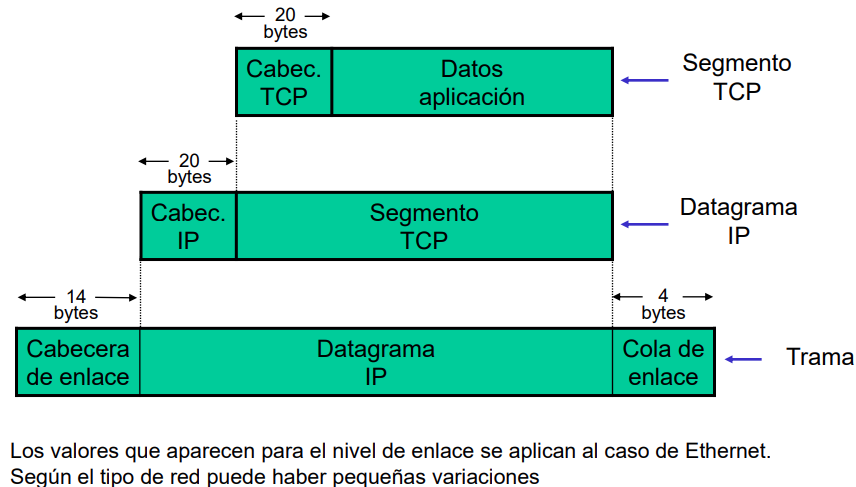 20
bytes
Cabec.
TCP
Datos
aplicación
Segmento
TCP
20
bytes
Cabec.
IP
Segmento
TCP
Datagrama
IP
14
bytes
4
bytes
Cabecera
de enlace
Datagrama
IP
Cola de
enlace
Trama
Los valores que aparecen para el nivel de enlace se aplican al caso de Ethernet.
Según el tipo de red puede haber pequeñas variaciones